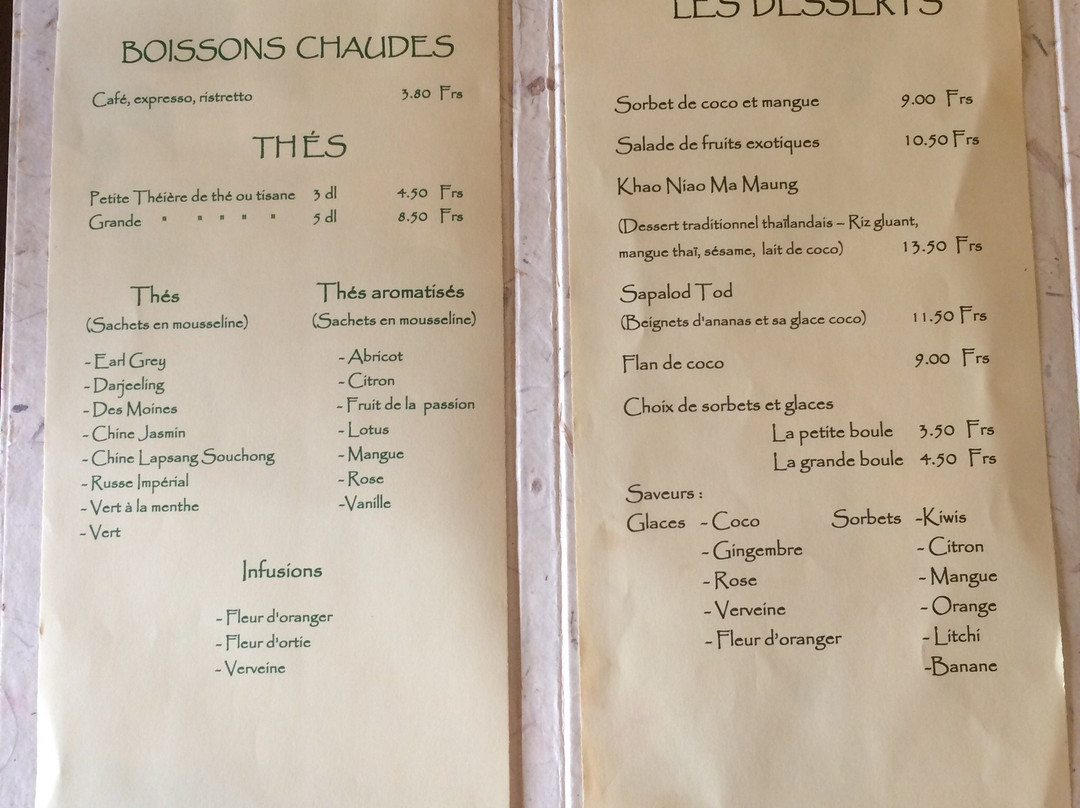 BOISSONS CHAUDES
Café, expresso, ristretto 3.80 Frs
THÉS
Petite Théière de thé ou tisane 3 dl 4.50 Frs
Grande " " " " " 5 dl 8.50 Frs
Thés
(Sachets en mousseline)
- Earl Grey
- Darjeeling
- Des Moines
- Chine Jasmin
- Chine Lapsang Souchong
- Russe Impérial
- Vert à la menthe
- Vert
Thés aromatisés
(Sachets en mousseline)
- Abricot
- Citron
- Fruit de la passion
- Lotus
- Mangue
- Rose
-Vanille
Infusions
- Fleur d'oranger
- Fleur d'ortie
- Verveine
LES DESSERTS
Sorbet de coco et mangue 9.00 Frs
Salade de fruits exotiques 10.50 Frs
Khao Niao Ma Maung
(Dessert traditionnel thaïlandais – Riz gluant,
mangue thaï, sésame, lait de coco) 13.50 Frs
Sapalod Tod
(Beignets d'ananas et sa glace coco) 11.50 Frs
Flan de coco 9.00 Frs
Choix de sorbets et glaces
La petite boule 3.50 Frs
La grande boule 4.50 Frs
Saveurs :
Glaces - Coco Sorbets -Kiwis
- Gingembre - Citron
- Rose - Mangue
- Verveine - Orange
- Fleur d'oranger - Litchi
-Banane